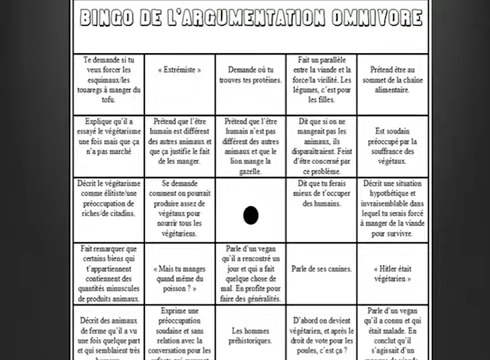 BINGO DE L'ARGUMENTATION OMNIVORE
Te demande si tu
veux forcer les
esquimaux/les
touaregs à manger du
tofu.
« Extrémiste »
Demande où tu
trouves tes protéines.
Fait un parallèle
entre la viande et la
force/la virilité. Les
légumes, c'est pour
les filles.
Prétend être au
sommet de la chaîne
alimentaire.
Explique qu'il a
essayé le végétarisme
une fois mais que ça
n'a pas marché
Prétend que l'être
humain est différent
des autres animaux et
que ça justifie le fait
de les manger.
Prétend que l'être
humain n'est pas
différent des autres
animaux et que le
lion mange la
gazelle.
Dit que si on ne
mangeait pas les
animaux, ils
disparaîtraient. Feint
d'être concerné par
ce problème.
Est soudain
préoccupé par la
souffrance des
végétaux.
Décrit le végétarisme
comme élitiste/une
préoccupation de
riches/de citadins.
Se demande
comment on pourrait
produire assez de
végétaux pour
nourrir tous les
végétariens.
Dit que tu ferais
mieux de t'occuper
des humains.
Décrit une situation
hypothétique et
invraisemblable dans
lequel tu serais forcé
à manger de la viande
pour survivre.
Fait remarquer que
certains biens qui
t'appartiennent
contiennent des
quantités minuscules
de produits animaux.
« Mais tu manges
quand même du
poisson ? »
Parle d'un vegan
qu'il a rencontré un
jour et qui a fait
quelque chose de
mal. En profite pour
faire des généralités.
Parle de ses canines.
« Hitler était
végétarien »
Décrit des animaux
de ferme qu'il a vu
une fois quelque part
et qui semblaient très
Exprime une
préoccupation
soudaine et sans
relation avec la
conversation pour les
Les hommes
préhistoriques.
D'abord on devient
végétarien, et après le
droit de vote pour les
poules, c'est ça ?
Parle d'un vegan
qu'il a connu et qui
était malade. En
conclut qu'il
s'agissait d'un